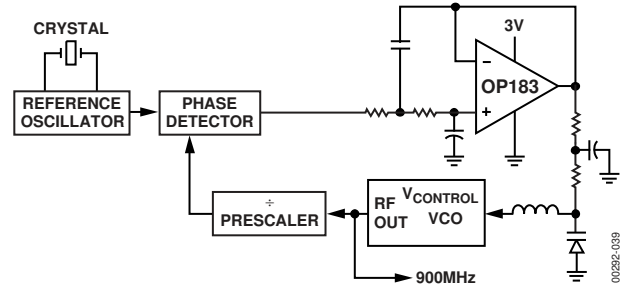 CRYSTAL
REFERENCE
OSCILLATOR
PHASE
DETECTOR
3V
−
OP183
+
÷
PRESCALER
RF
OUT
VCONTROL
VCO
900MHz
00292-039